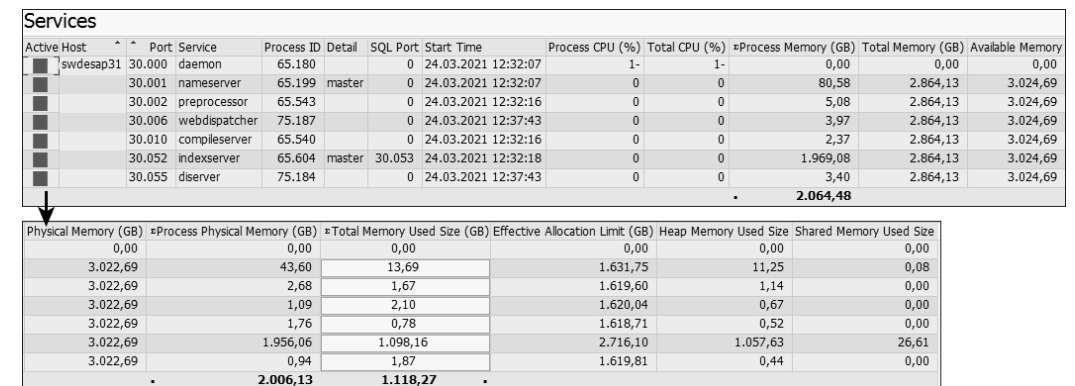 Services
Active Host Port Service Process ID Detail SQL Port Start Time Process CPU (%) Total CPU (%) Process Memory (GB) Total Memory (GB) Available Memory
swdesap31 30.000 daemon 65.180 0 24.03.2021 12:32:07 1- 1- 0,00 0,00 0,00
30.001 nameserver 65.199 master 0 24.03.2021 12:32:07 0 0 80,58 2.864,13 3.024,69
30.002 preprocessor 65.543 0 24.03.2021 12:32:16 0 0 5,08 2.864,13 3.024,69
30.006 webdispatcher 75.187 0 24.03.2021 12:37:43 0 0 3,97 2.864,13 3.024,69
30.010 compileserver 65.540 0 24.03.2021 12:32:16 0 0 2,37 2.864,13 3.024,69
30.052 indexserver 65.604 master 30.053 24.03.2021 12:32:18 0 0 1.969,08 2.864,13 3.024,69
30.055 diserver 75.184 0 24.03.2021 12:37:43 0 0 3,40 2.864,13 3.024,69
2.064,48
Physical Memory (GB) Process Physical Memory (GB) Total Memory Used Size (GB) Effective Allocation Limit (GB) Heap Memory Used Size Shared Memory Used Size
0,00 0,00 0,00 0,00 0,00 0,00
3.022,69 43,60 13,69 1.631,75 11,25 0,08
3.022,69 2,68 1,67 1.619,60 1,14 0,00
3.022,69 1,09 2,10 1.620,04 0,67 0,00
3.022,69 1,76 0,78 1.618,71 0,52 0,00
3.022,69 1.956,06 1.098,16 2.716,10 1.057,63 26,61
3.022,69 0,94 1,87 1.619,81 0,44 0,00
2.006,13 1.118,27